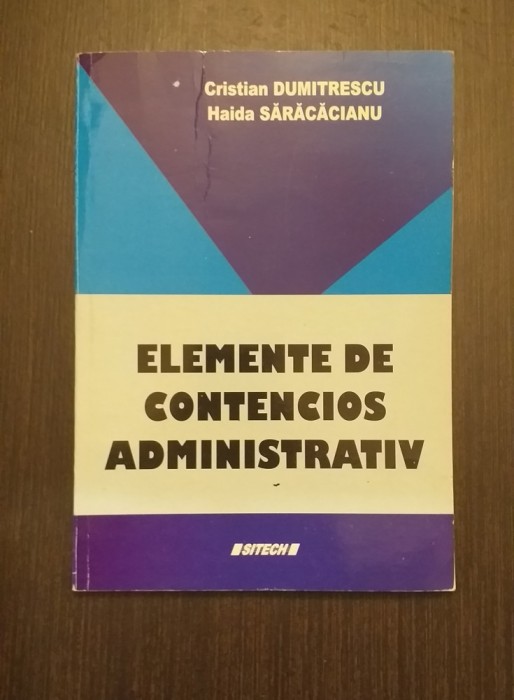 Cristian DUMITRESCU
Haida SĂRĂCĂCIANU
ELEMENTE DE
CONTENCIOS
ADMINISTRATIV
SITECH